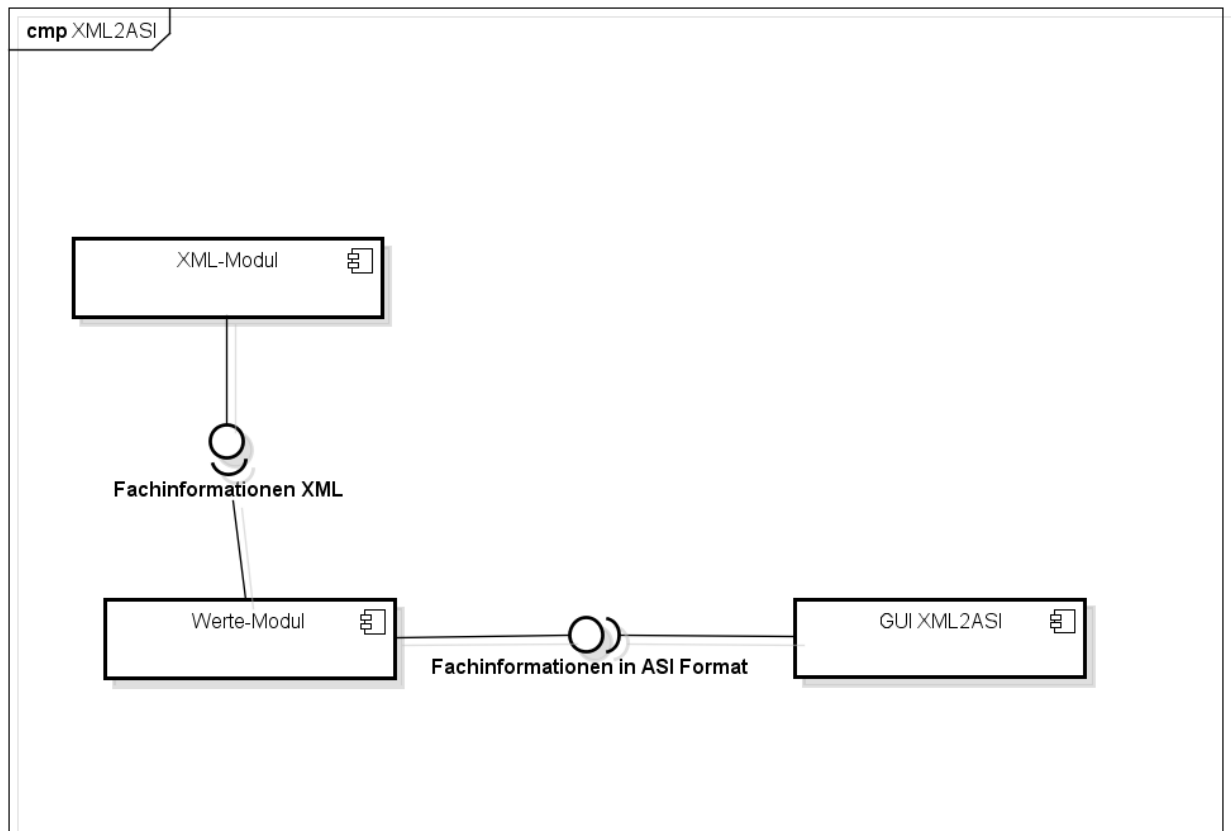 cmp XML2ASI
XML-Modul
Fachinformationen XML
Werte-Modul
GUI XML2ASI
Fachinformationen in ASI Format